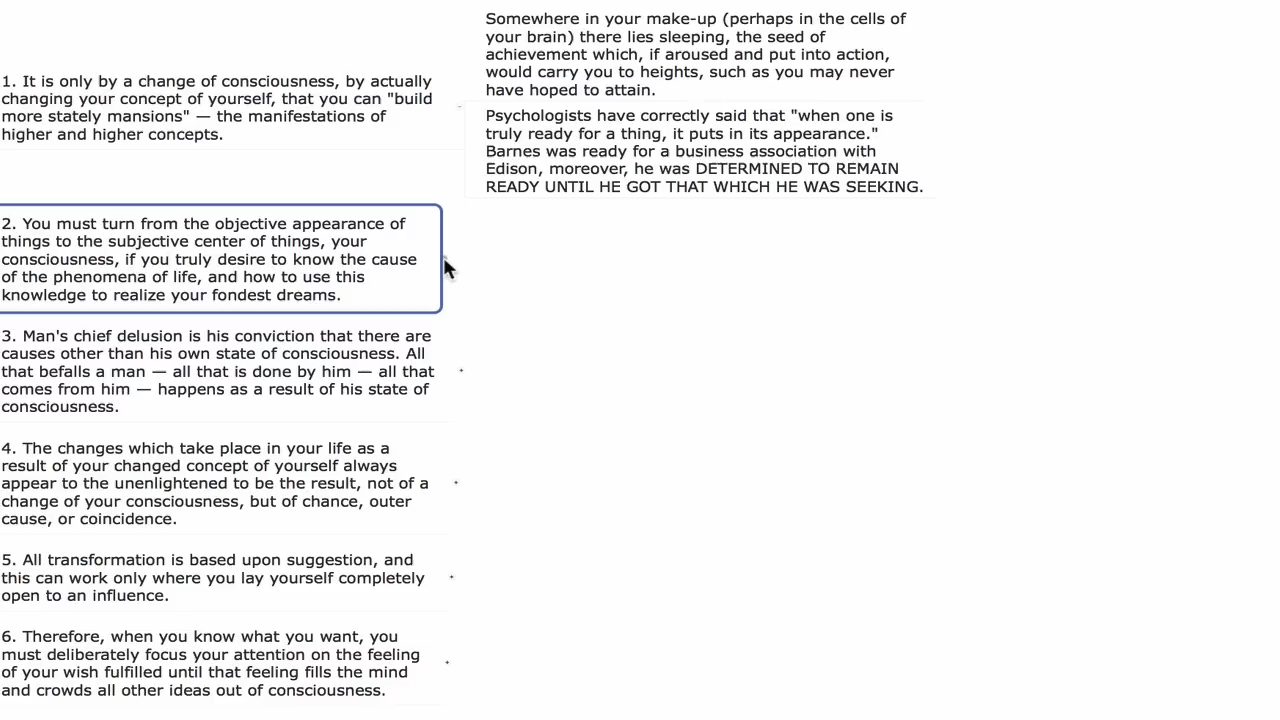 Somewhere in your make-up (perhaps in the cells of
your brain) there lies sleeping, the seed of
achievement which, if aroused and put into action,
would carry you to heights, such as you may never
have hoped to attain.
1. It is only by a change of consciousness, by actually
changing your concept of yourself, that you can "build
more stately mansions" — the manifestations of
higher and higher concepts.
Psychologists have correctly said that "when one is
truly ready for a thing, it puts in its appearance."
Barnes was ready for a business association with
Edison, moreover, he was DETERMINED TO REMAIN
READY UNTIL HE GOT THAT WHICH HE WAS SEEKING.
2. You must turn from the objective appearance of
things to the subjective center of things, your
consciousness, if you truly desire to know the cause
of the phenomena of life, and how to use this
knowledge to realize your fondest dreams.
3. Man's chief delusion is his conviction that there are
causes other than his own state of consciousness. All
that befalls a man — all that is done by him — all that
comes from him — happens as a result of his state of
consciousness.
4. The changes which take place in your life as a
result of your changed concept of yourself always
appear to the unenlightened to be the result, not of a
change of your consciousness, but of chance, outer
cause, or coincidence.
5. All transformation is based upon suggestion, and
this can work only where you lay yourself completely
open to an influence.
6. Therefore, when you know what you want, you
must deliberately focus your attention on the feeling
of your wish fulfilled until that feeling fills the mind
and crowds all other ideas out of consciousness.